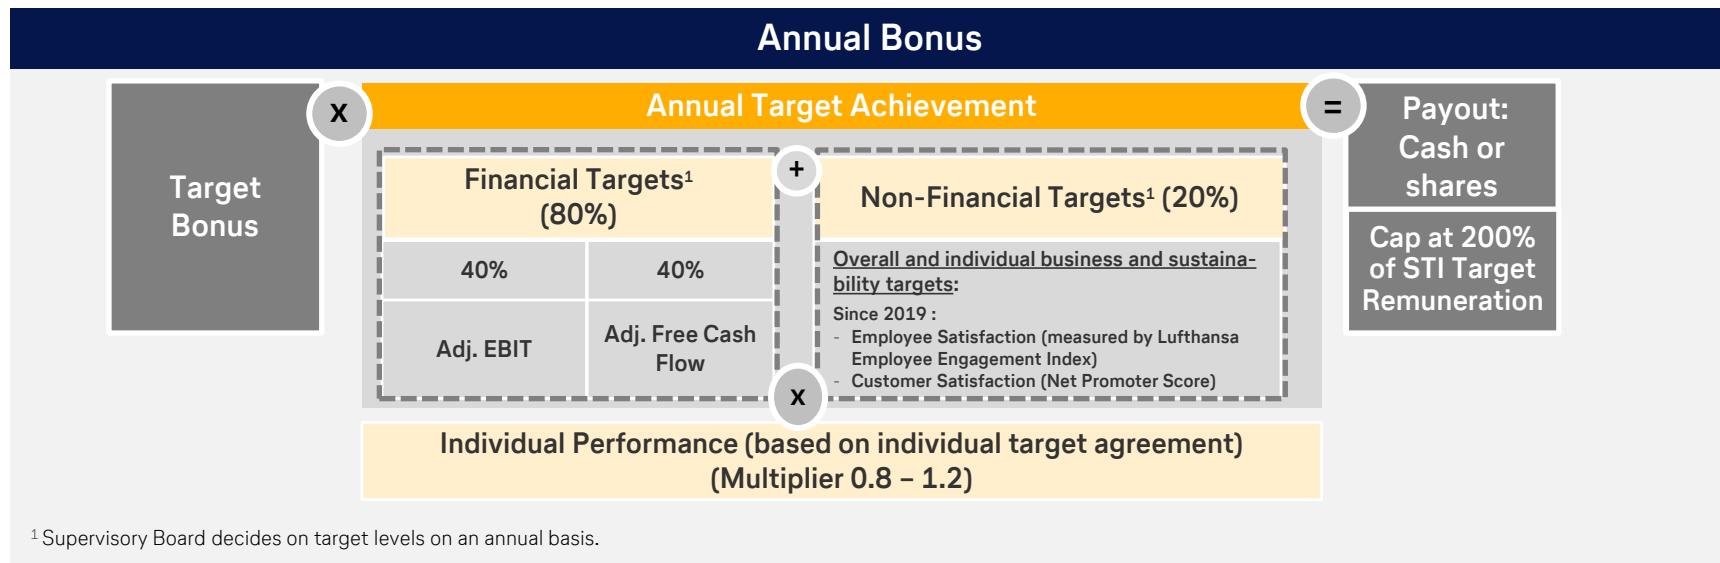 Annual Bonus
Target
Bonus
x
Annual Target Achievement
=
Payout:
Cash or
shares
Cap at 200%
of STI Target
Remuneration
Financial Targets¹
(80%)
+
Non-Financial Targets¹ (20%)
40%
40%
Adj. EBIT
Adj. Free Cash
Flow
Overall and individual business and sustaina-
bility targets:
Since 2019 :
- Employee Satisfaction (measured by Lufthansa
Employee Engagement Index)
- Customer Satisfaction (Net Promoter Score)
x
Individual Performance (based on individual target agreement)
(Multiplier 0.8 – 1.2)
¹ Supervisory Board decides on target levels on an annual basis.